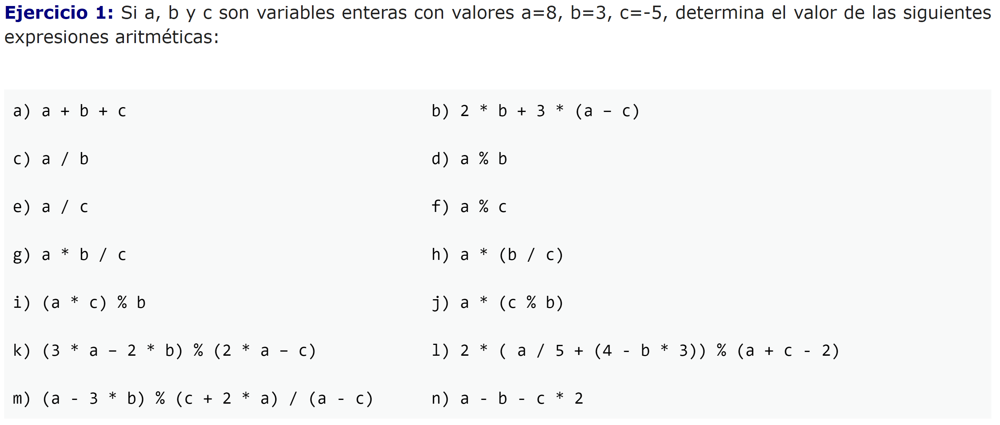 Ejercicio 1: Si a, b y c son variables enteras con valores a=8, b=3, c=-5, determina el valor de las siguientes
expresiones aritméticas:
a) a + b + c
b) 2 * b + 3 * (a – c)
c) a / b
d) a % b
e) a / c
f) a % c
g) a * b / c
h) a * (b / c)
i) (a * c) % b
j) a * (c % b)
k) (3 * a – 2 * b) % (2 * a – c)
l) 2 * ( a / 5 + (4 - b * 3)) % (a + c - 2)
m) (a - 3 * b) % (c + 2 * a) / (a - c)
n) a - b - c * 2